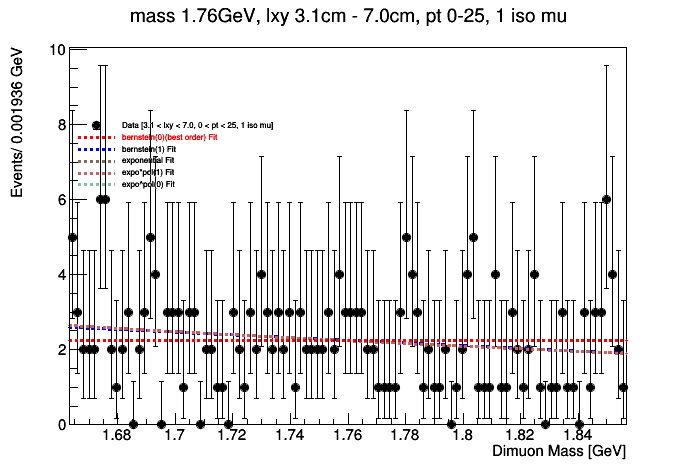 mass 1.76GeV, lxy 3.1cm - 7.0cm, pt 0-25, 1 iso mu
Events/ 0.001936 GeV
10
8
6
4
2
0
Data [3.1 < lxy < 7.0, 0 < pt < 25, 1 iso mu]
bernstein(0)(best order) Fit
bernstein(1) Fit
exponential Fit
expo*pol(1) Fit
expo*pol(0) Fit
1.68 1.7 1.72 1.74 1.76 1.78 1.8 1.82 1.84
Dimuon Mass [GeV]